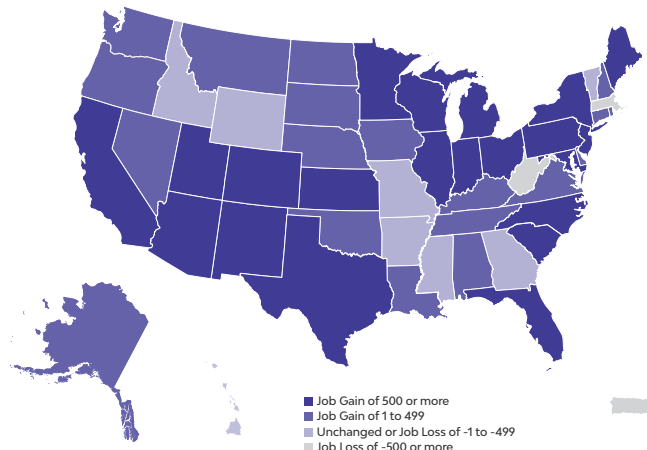 Job Gain of 500 or more
Job Gain of 1 to 499
Unchanged or Job Loss of -1 to -499
Job Loss of -500 or more